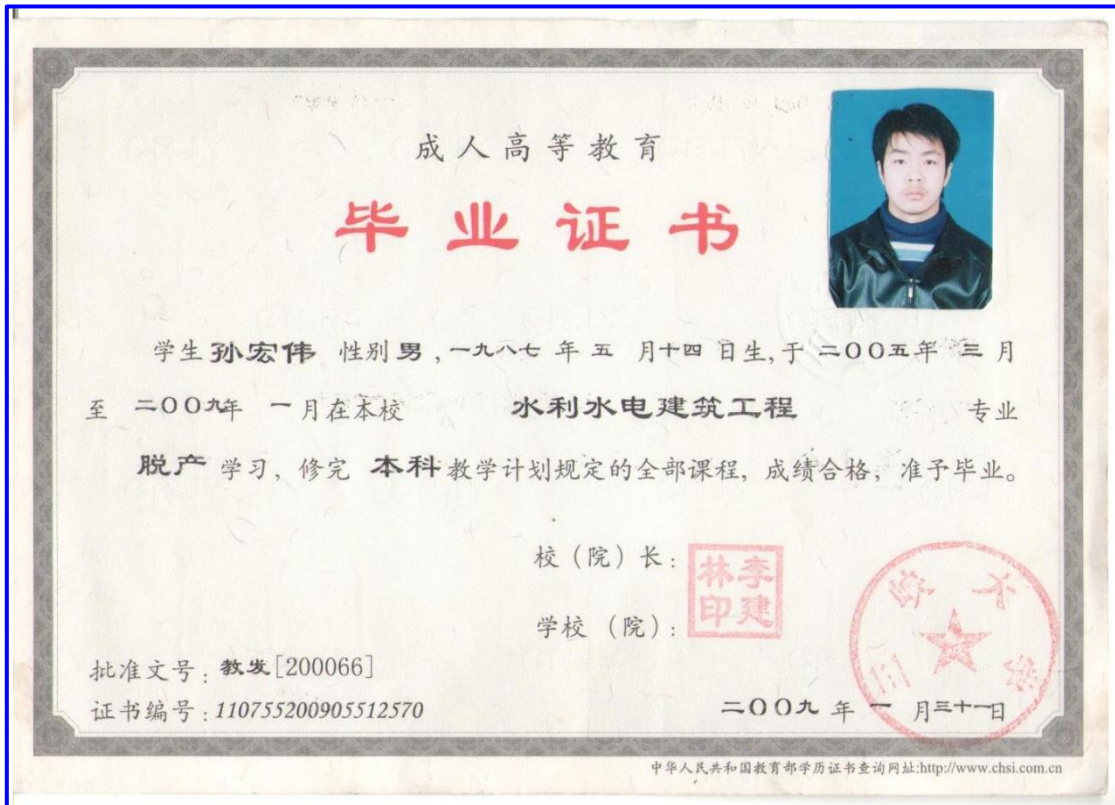 成人高等教育
毕业证书
学生 孙宏伟 性别 男,一九八七 年 五 月十四 日生,于 二OO五年 三 月
至 二OO九年 一 月在本校 水利水电建筑工程 专业
脱产 学习, 修完 本科 教学计划规定的全部课程, 成绩合格, 准予毕业。
校(院)长:
李建林印
学校 (院):
三峡大学
批准文号: 教发[200066]
证书编号: 110755200905512570
二OO九 年 一 月三十一日
中华人民共和国教育部学历证书查询网址:http://www.chsi.com.cn